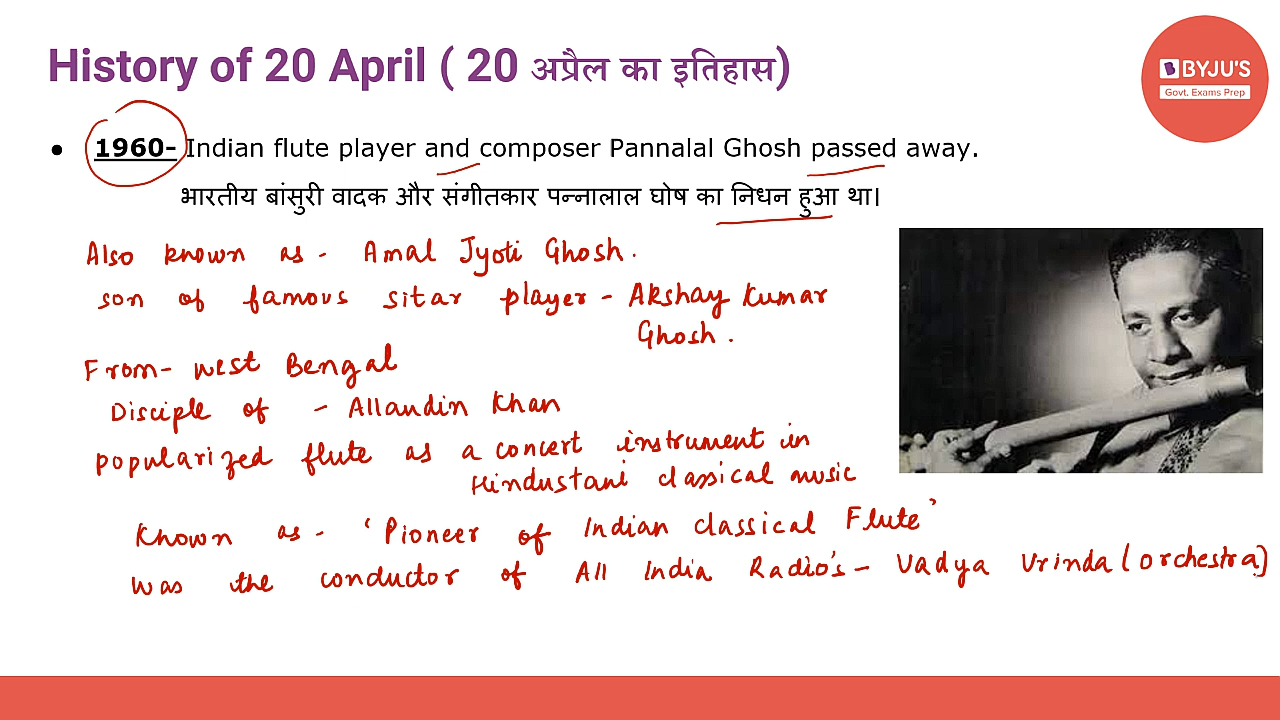 History of 20 April ( 20 अप्रैल का इतिहास)
BYJU'S
Govt. Exams Prep
• 1960- Indian flute player and composer Pannalal Ghosh passed away.
भारतीय बांसुरी वादक और संगीतकार पन्नालाल घोष का निधन हुआ था।
Also known as - Amal Jyoti Ghosh.
son of famous sitar player - Akshay Kumar
Ghosh.
From- West Bengal
Disciple of - Allaudin Khan
popularized flute as a concert instrument in
Hindustani classical music
Known as - 'Pioneer of Indian classical Flute'
was the conductor of All India Radio's - Vadya Vrinda (orchestra)